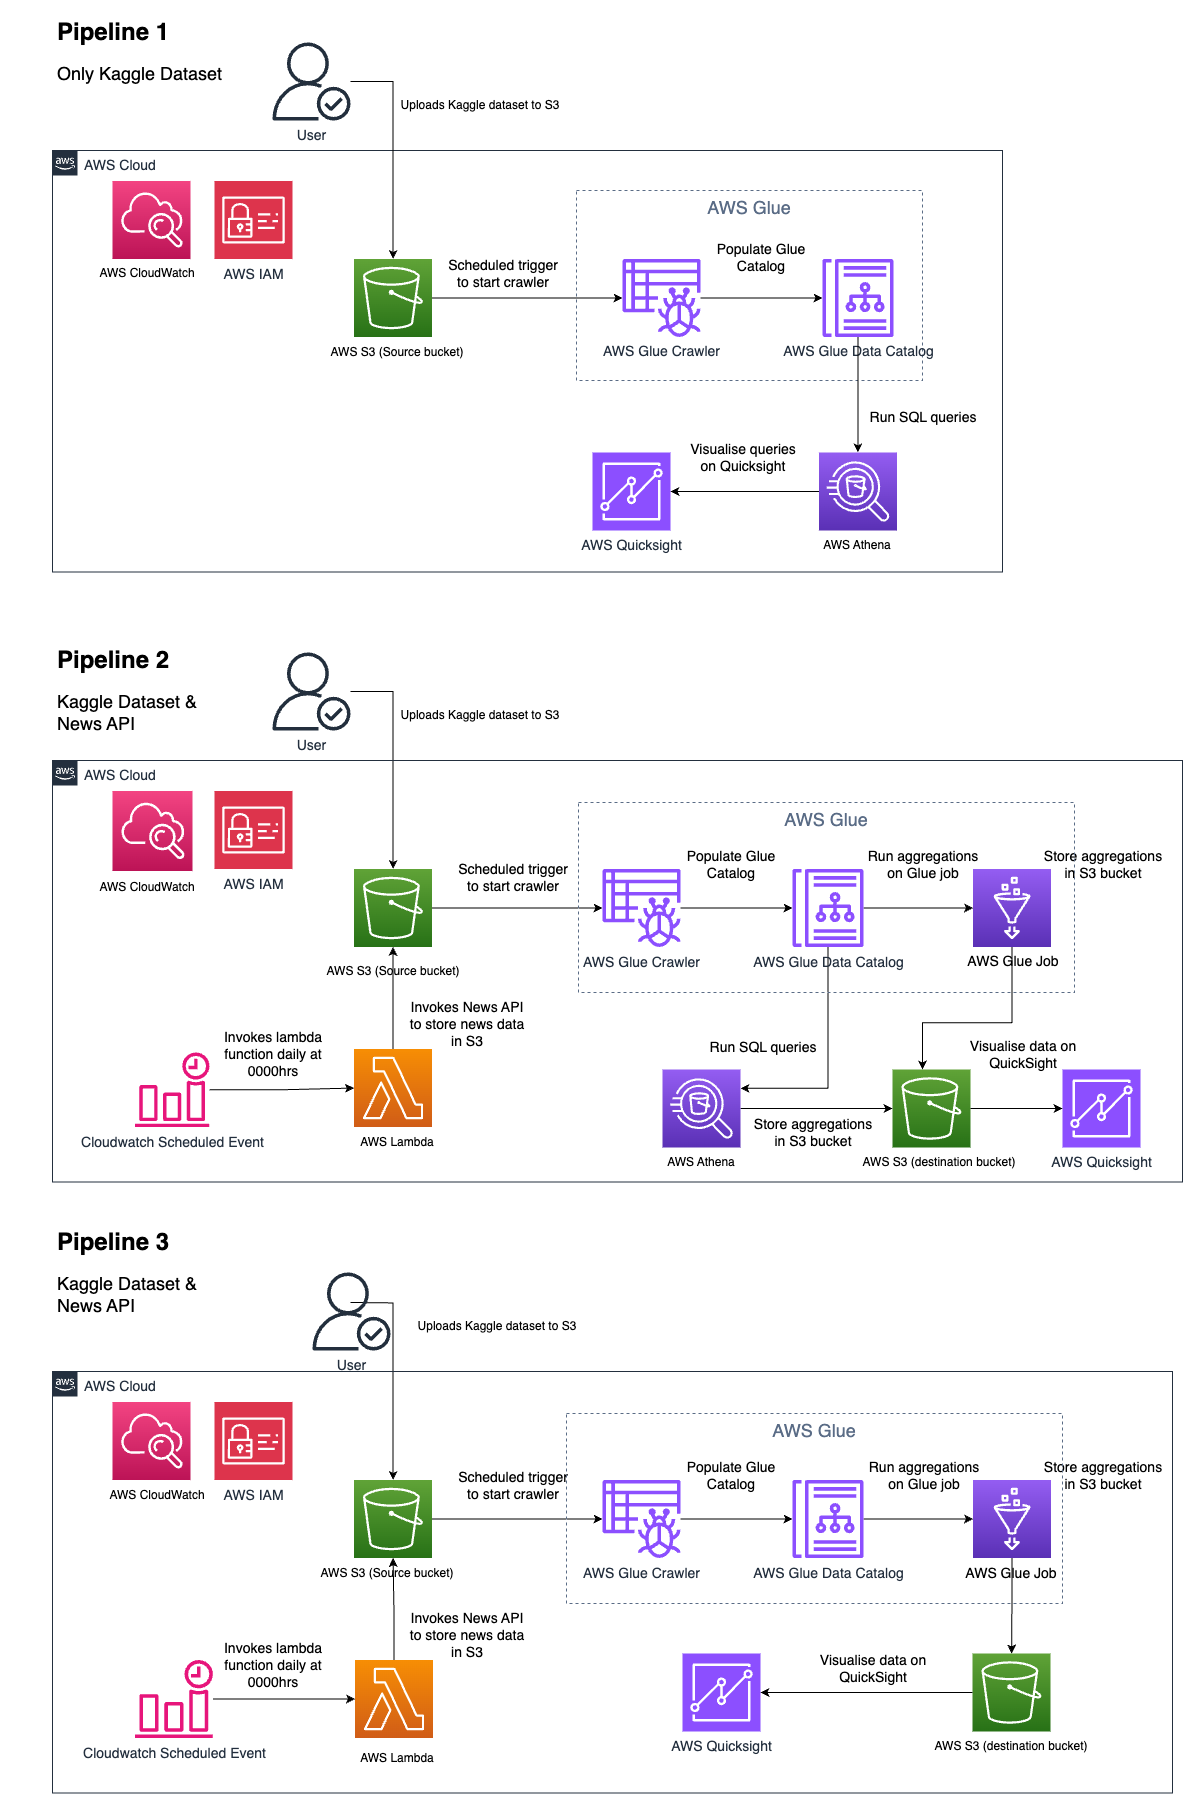 Pipeline 1
Only Kaggle Dataset
Uploads Kaggle dataset to S3
User
aws
AWS Cloud
AWS CloudWatch
AWS IAM
AWS Glue
Scheduled trigger
to start crawler
Populate Glue
Catalog
AWS S3 (Source bucket)
AWS Glue Crawler
AWS Glue Data Catalog
Run SQL queries
Visualise queries
on Quicksight
AWS Quicksight
AWS Athena
Pipeline 2
Kaggle Dataset &
News API
Uploads Kaggle dataset to S3
User
aws
AWS Cloud
AWS CloudWatch
AWS IAM
AWS Glue
Scheduled trigger
to start crawler
Populate Glue
Catalog
Run aggregations
on Glue job
Store aggregations
in S3 bucket
AWS S3 (Source bucket)
AWS Glue Crawler
AWS Glue Data Catalog
AWS Glue Job
Invokes News API
to store news data
in S3
Invokes lambda
function daily at
0000hrs
Run SQL queries
Visualise data on
QuickSight
Cloudwatch Scheduled Event
AWS Lambda
Store aggregations
in S3 bucket
AWS Athena
AWS S3 (destination bucket)
AWS Quicksight
Pipeline 3
Kaggle Dataset &
News API
Uploads Kaggle dataset to S3
User
aws
AWS Cloud
AWS CloudWatch
AWS IAM
AWS Glue
Scheduled trigger
to start crawler
Populate Glue
Catalog
Run aggregations
on Glue job
Store aggregations
in S3 bucket
AWS S3 (Source bucket)
AWS Glue Crawler
AWS Glue Data Catalog
AWS Glue Job
Invokes News API
to store news data
in S3
Invokes lambda
function daily at
0000hrs
Visualise data on
QuickSight
Cloudwatch Scheduled Event
AWS Lambda
AWS Quicksight
AWS S3 (destination bucket)